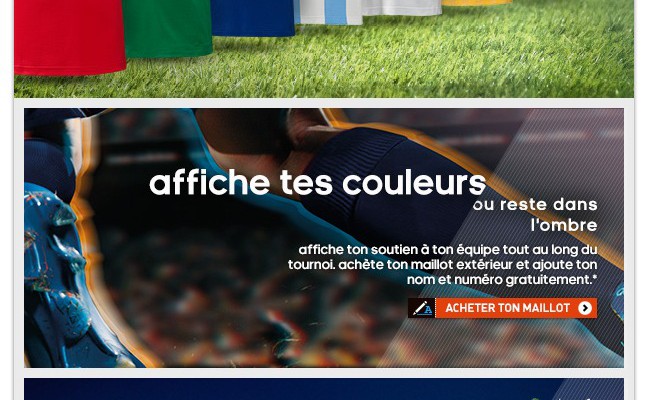 affiche tes couleurs
ou reste dans
l'ombre
affiche ton soutien à ton équipe tout au long du
tournoi. achète ton maillot extérieur et ajoute ton
nom et numéro gratuitement.*
ACHETER TON MAILLOT